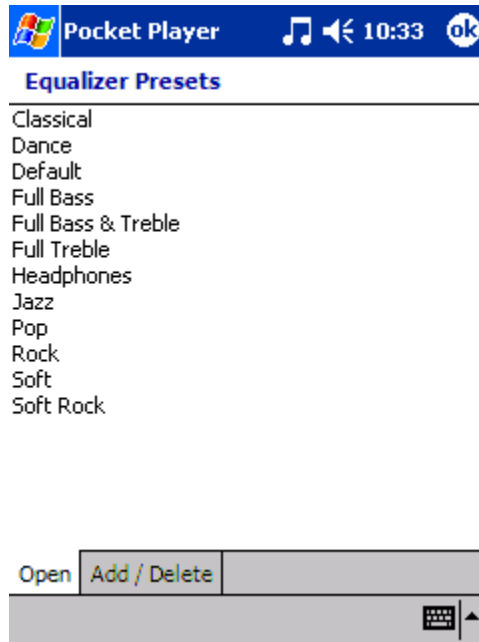 Pocket Player 10:33 ok
Equalizer Presets
Classical
Dance
Default
Full Bass
Full Bass & Treble
Full Treble
Headphones
Jazz
Pop
Rock
Soft
Soft Rock
Open Add / Delete